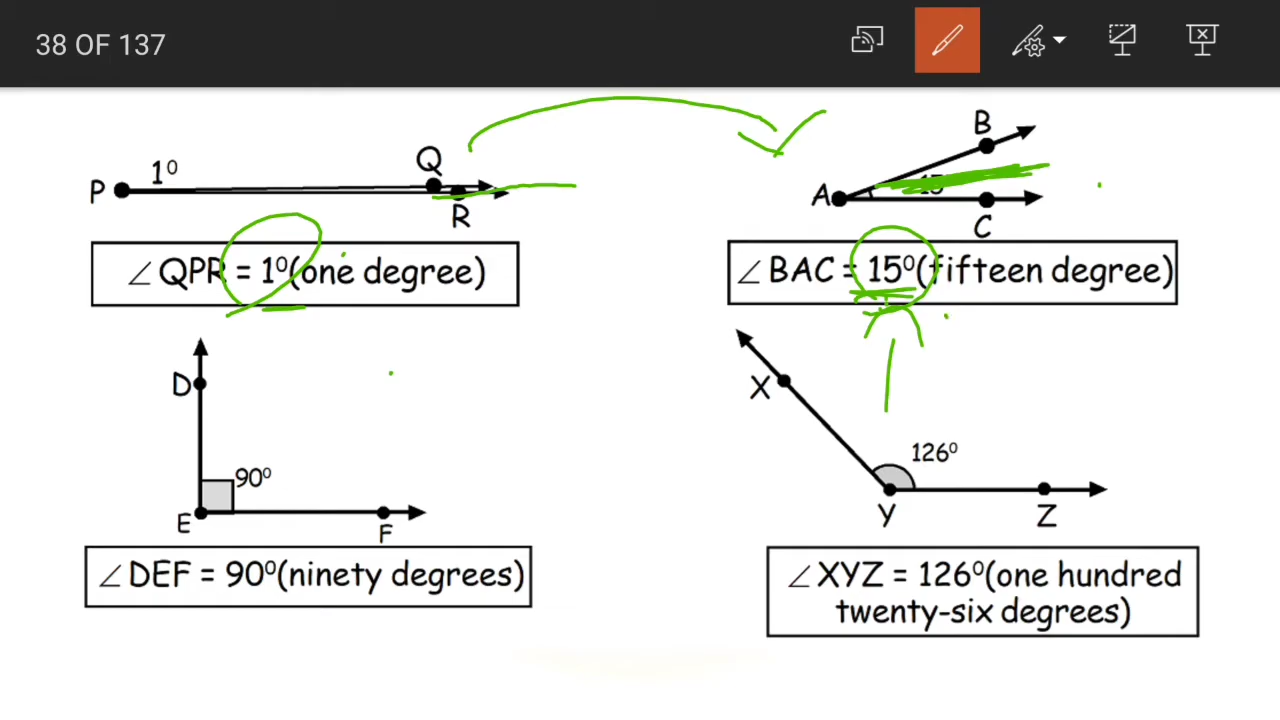 38 OF 137
P
1⁰
Q
R
∠QPR = 1⁰(one degree)
A
B
15
C
∠BAC = 15⁰(fifteen degree)
D
90⁰
E
F
∠DEF = 90⁰(ninety degrees)
X
126⁰
Y
Z
∠XYZ = 126⁰(one hundred
twenty-six degrees)